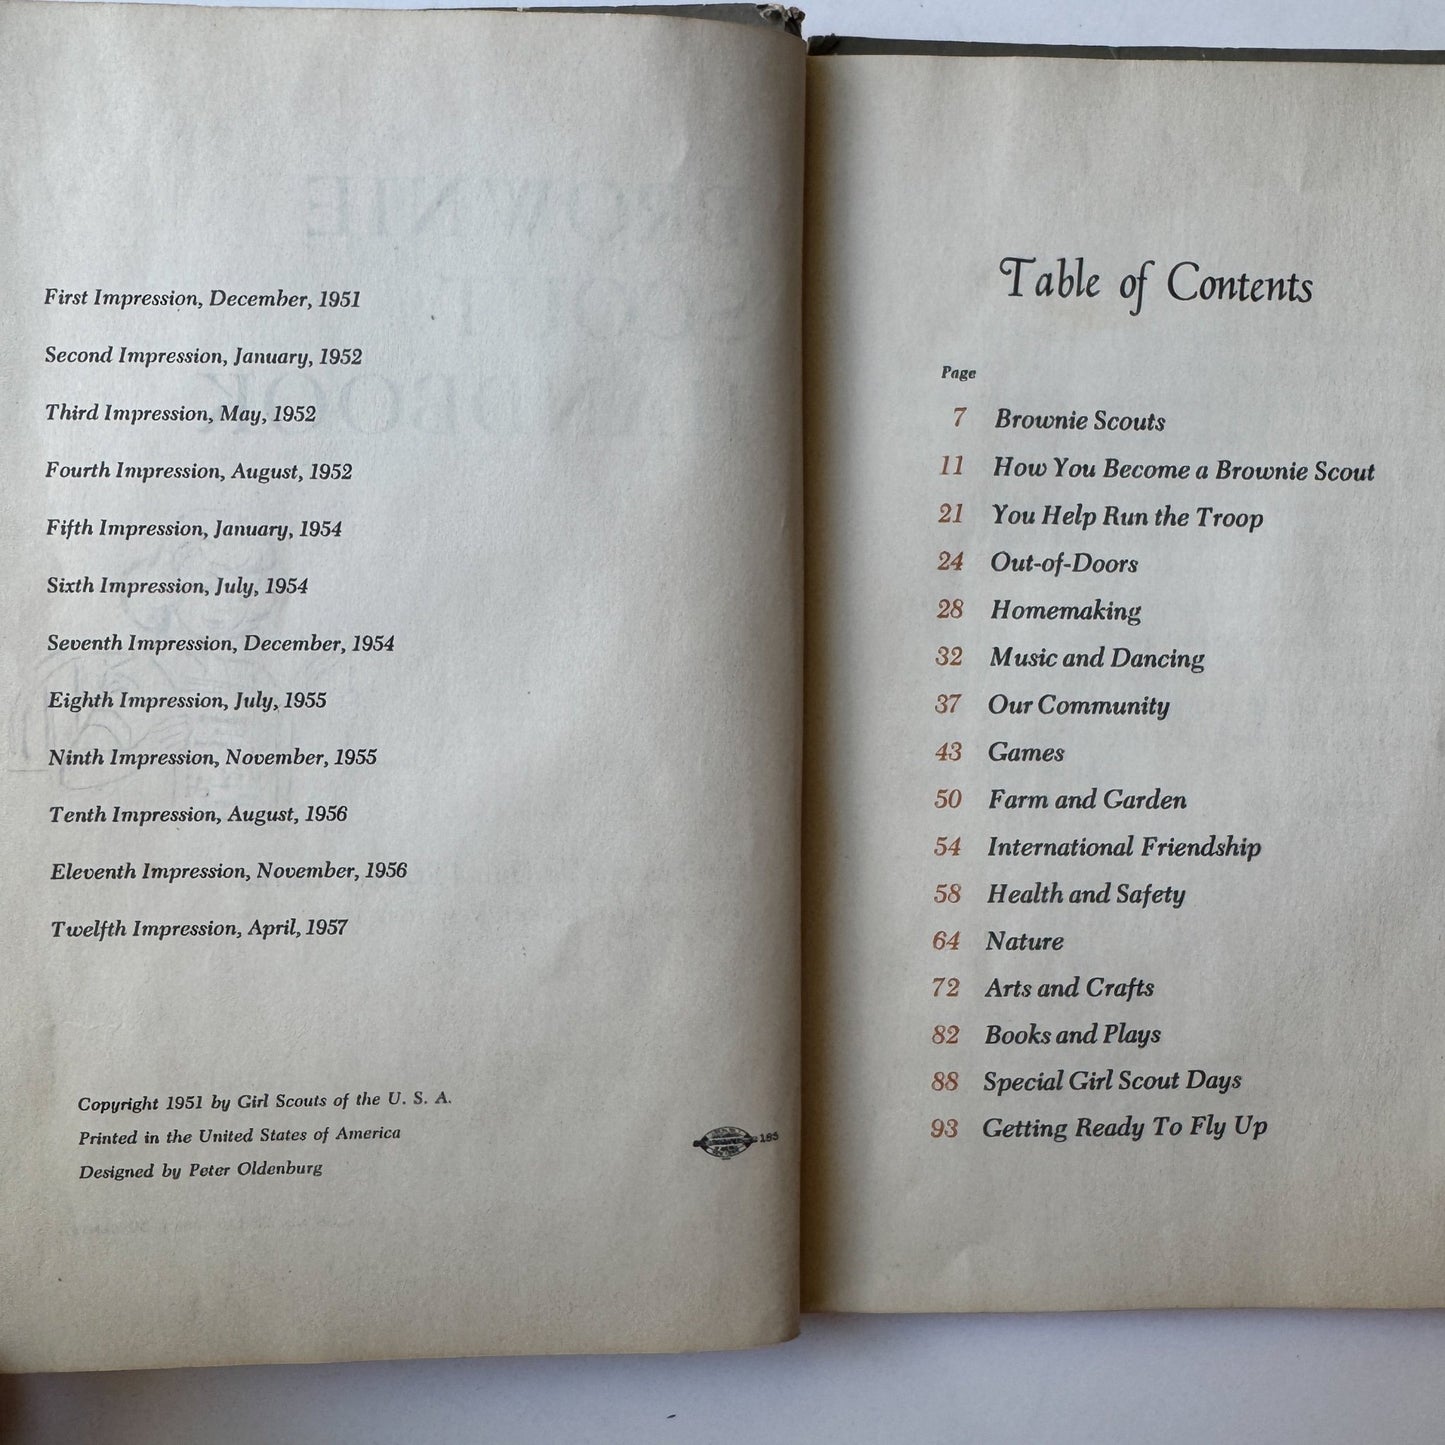 First Impression, December, 1951
Second Impression, January, 1952
Third Impression, May, 1952
Fourth Impression, August, 1952
Fifth Impression, January, 1954
Sixth Impression, July, 1954
Seventh Impression, December, 1954
Eighth Impression, July, 1955
Ninth Impression, November, 1955
Tenth Impression, August, 1956
Eleventh Impression, November, 1956
Twelfth Impression, April, 1957
Copyright 1951 by Girl Scouts of the U. S. A.
Printed in the United States of America
Designed by Peter Oldenburg
Table of Contents
Page
7 Brownie Scouts
11 How You Become a Brownie Scout
21 You Help Run the Troop
24 Out-of-Doors
28 Homemaking
32 Music and Dancing
37 Our Community
43 Games
50 Farm and Garden
54 International Friendship
58 Health and Safety
64 Nature
72 Arts and Crafts
82 Books and Plays
88 Special Girl Scout Days
93 Getting Ready To Fly Up